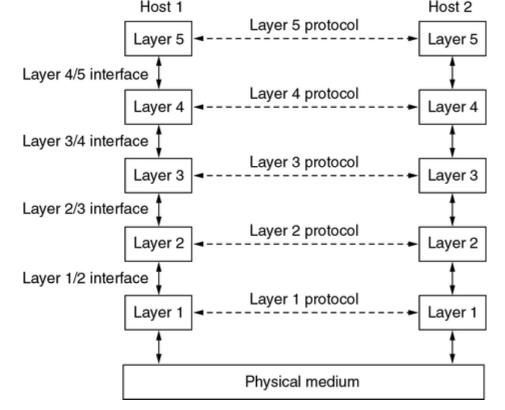 Host 1 Host 2
Layer 5 protocol
Layer 5 Layer 5
Layer 4/5 interface
Layer 4 protocol
Layer 4 Layer 4
Layer 3/4 interface
Layer 3 protocol
Layer 3 Layer 3
Layer 2/3 interface
Layer 2 protocol
Layer 2 Layer 2
Layer 1/2 interface
Layer 1 protocol
Layer 1 Layer 1
Physical medium